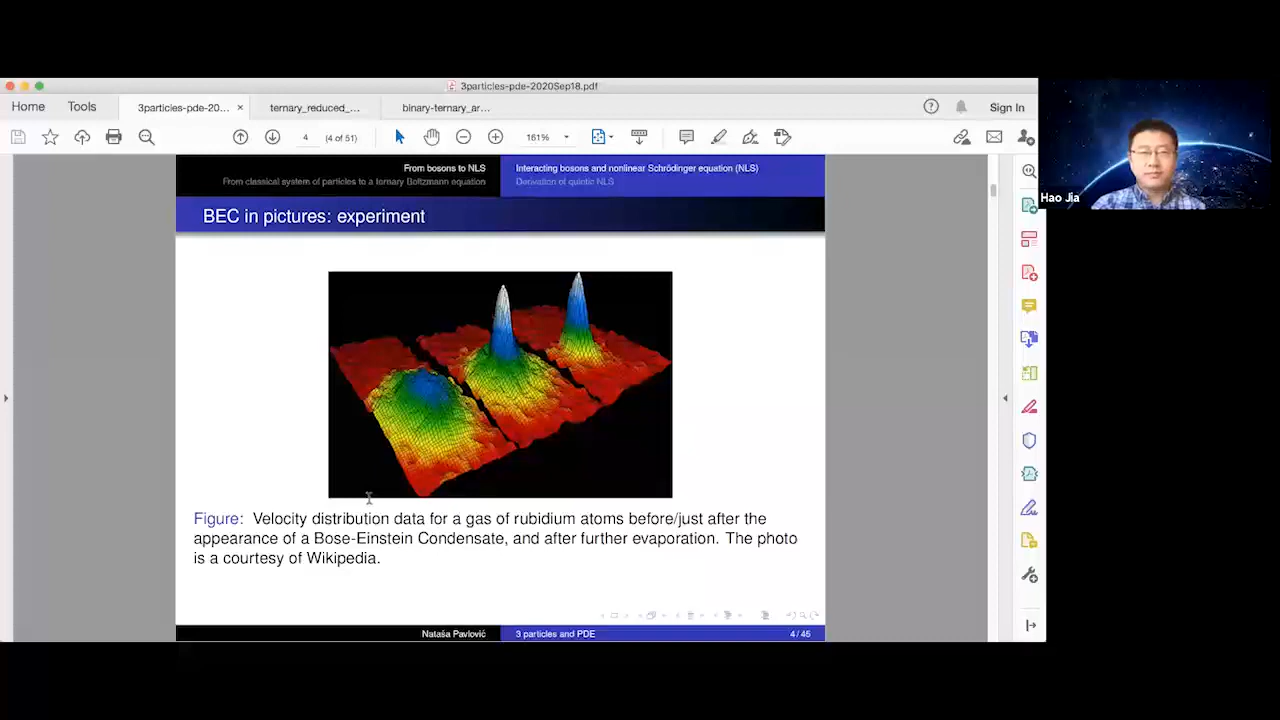 3particles-pde-2020Sep18.pdf
Home
Tools
3particles-pde-20...
×
ternary_reduced_...
binary-ternary_ar...
Sign In
4
(4 of 51)
161%
From bosons to NLS
From classical system of particles to a ternary Boltzmann equation
Interacting bosons and nonlinear Schrödinger equation (NLS)
Derivation of quintic NLS
BEC in pictures: experiment
Figure: Velocity distribution data for a gas of rubidium atoms before/just after the
appearance of a Bose-Einstein Condensate, and after further evaporation. The photo
is a courtesy of Wikipedia.
Nataša Pavlović
3 particles and PDE
4 / 45
Hao Jia